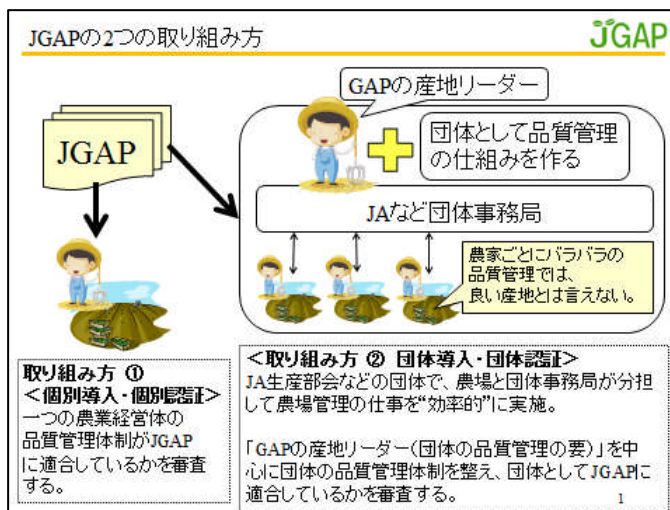 JGAPの2つの取り組み方
JGAP
GAPの産地リーダー
団体として品質管理
の仕組みを作る
JGAP
JAなど団体事務局
農家ごとにバラバラの
品質管理では、
良い産地とは言えない。
取り組み方 ①
<個別導入・個別認証>
一つの農業経営体の
品質管理体制がJGAP
に適合しているかを審査
する。
<取り組み方 ② 団体導入・団体認証>
JA生産部会などの団体で、農場と団体事務局が分担
して農場管理の仕事を“効率的”に実施。
「GAPの産地リーダー(団体の品質管理の要)」を中
心に団体の品質管理体制を整え、団体としてJGAPに
適合しているかを審査する。
1